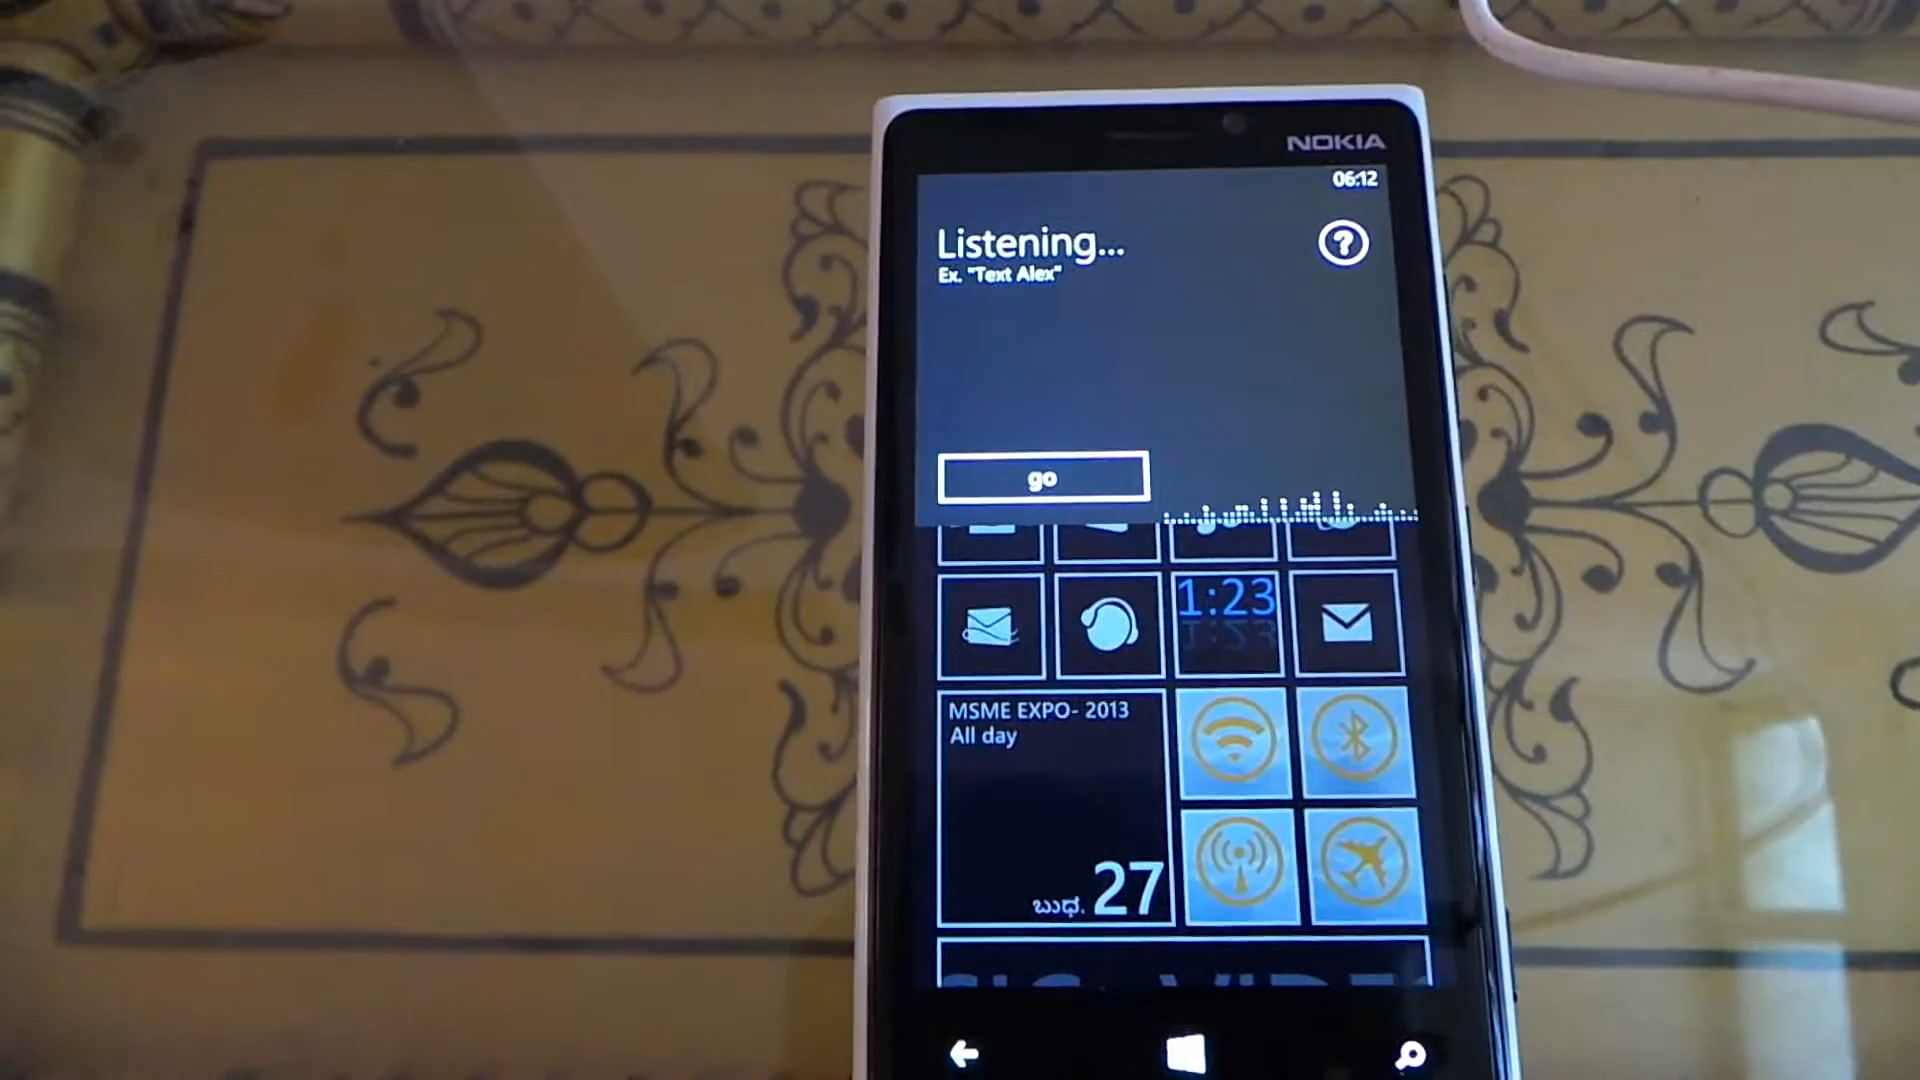 NOKIA
06:12
Listening...
Ex. "Text Alex"
?
go
1:23
MSME EXPO- 2013
All day
ಬುಧ. 27